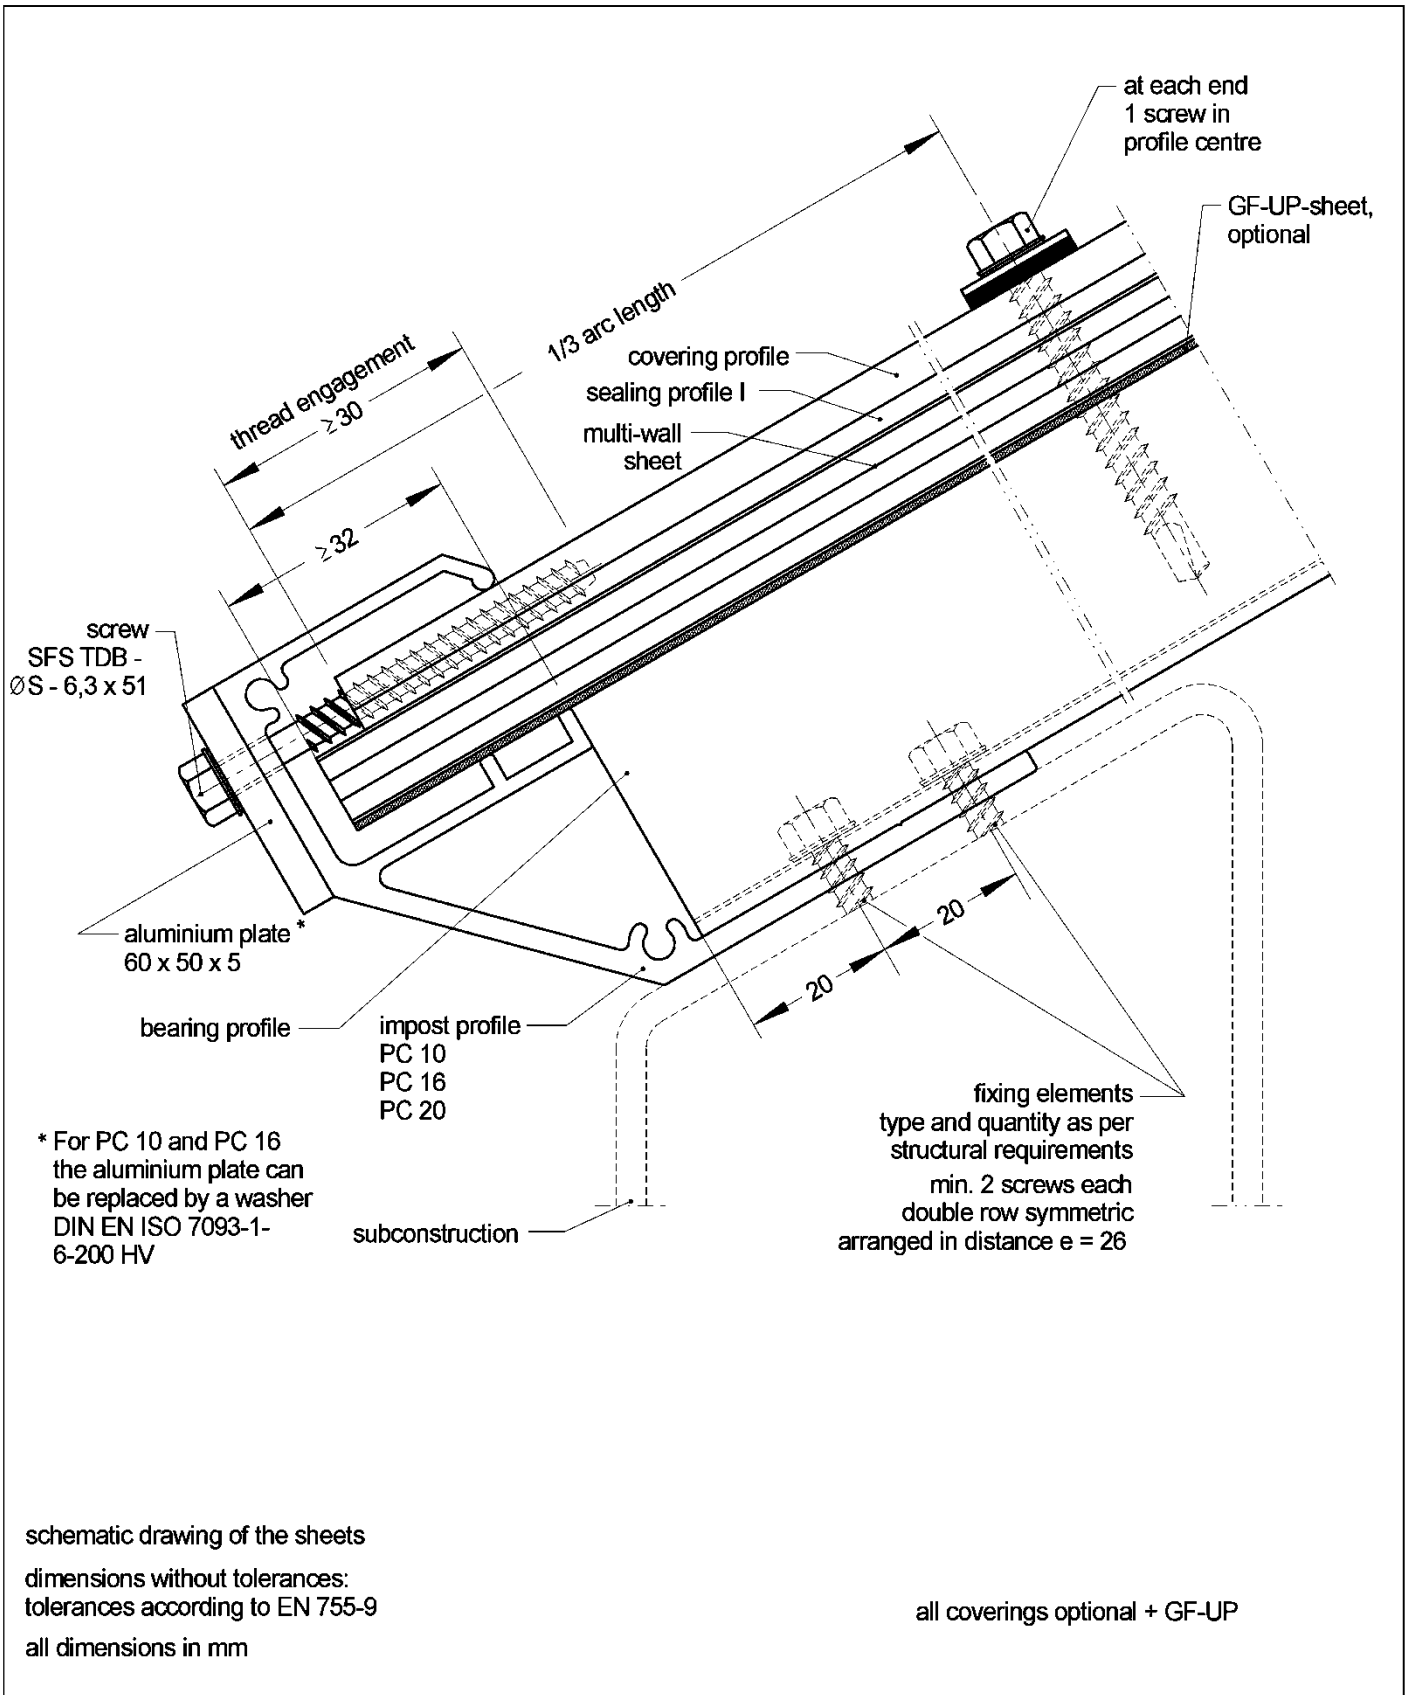 at each end
1 screw in
profile centre
GF-UP-sheet,
optional
1/3 arc length
thread engagement
≥30
covering profile
sealing profile I
multi-wall
sheet
≥32
screw
SFS TDB -
ØS - 6,3 x 51
aluminium plate *
60 x 50 x 5
20
20
bearing profile
impost profile
PC 10
PC 16
PC 20
fixing elements
type and quantity as per
structural requirements
min. 2 screws each
double row symmetric
arranged in distance e = 26
* For PC 10 and PC 16
the aluminium plate can
be replaced by a washer
DIN EN ISO 7093-1-
6-200 HV
subconstruction
schematic drawing of the sheets
dimensions without tolerances:
tolerances according to EN 755-9
all dimensions in mm
all coverings optional + GF-UP